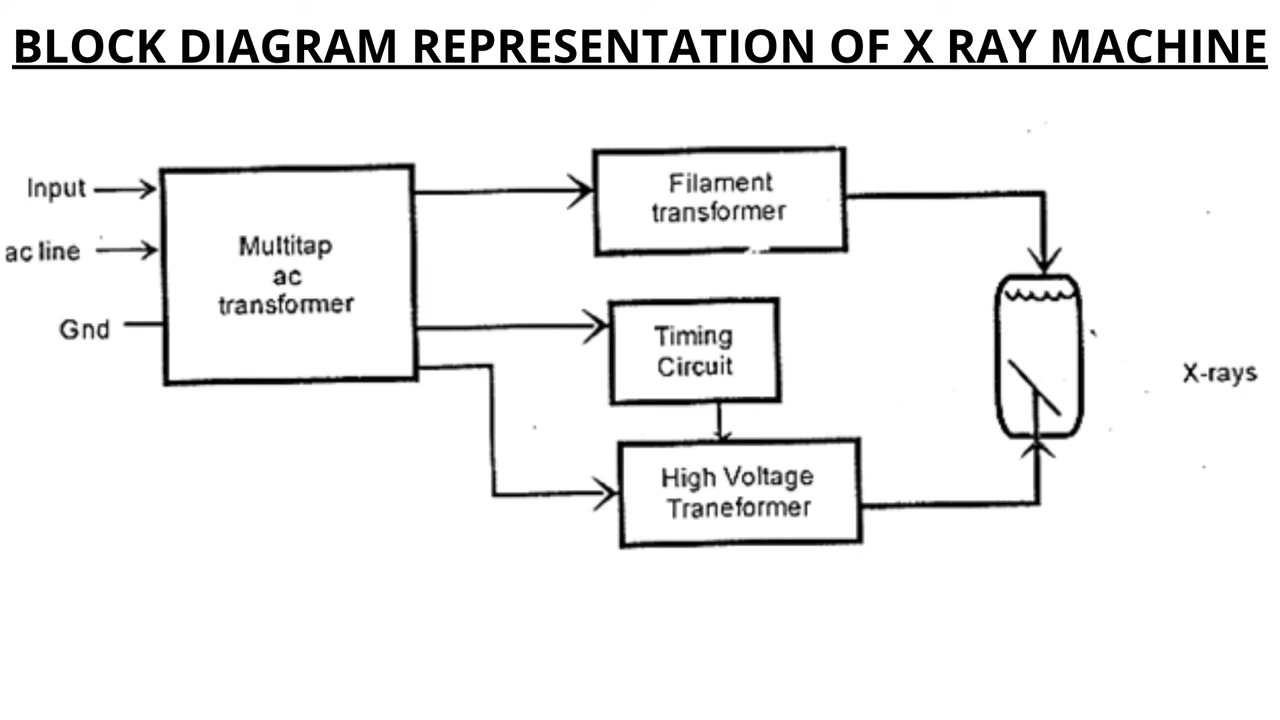 BLOCK DIAGRAM REPRESENTATION OF X RAY MACHINE
Input
ac line
Gnd
Multitap
ac
transformer
Filament
transformer
Timing
Circuit
High Voltage
Traneformer
X-rays